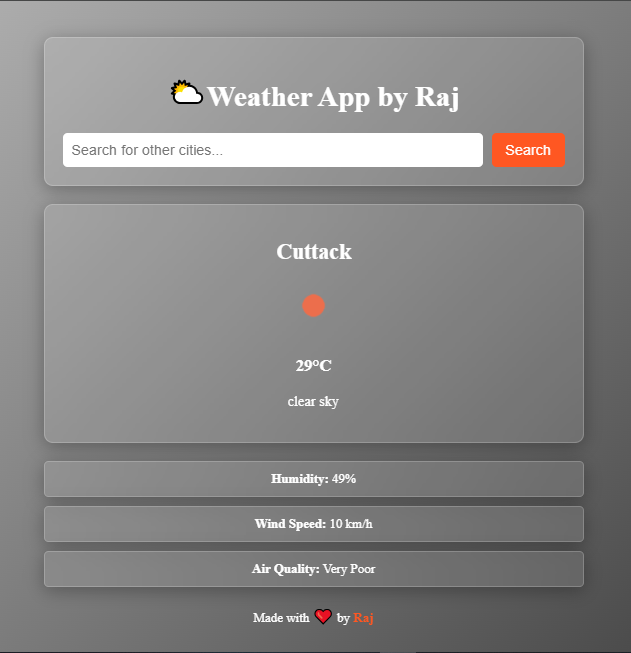 Weather App by Raj
Search for other cities...
Search
Cuttack
29°C
clear sky
Humidity: 49%
Wind Speed: 10 km/h
Air Quality: Very Poor
Made with ❤️ by Raj